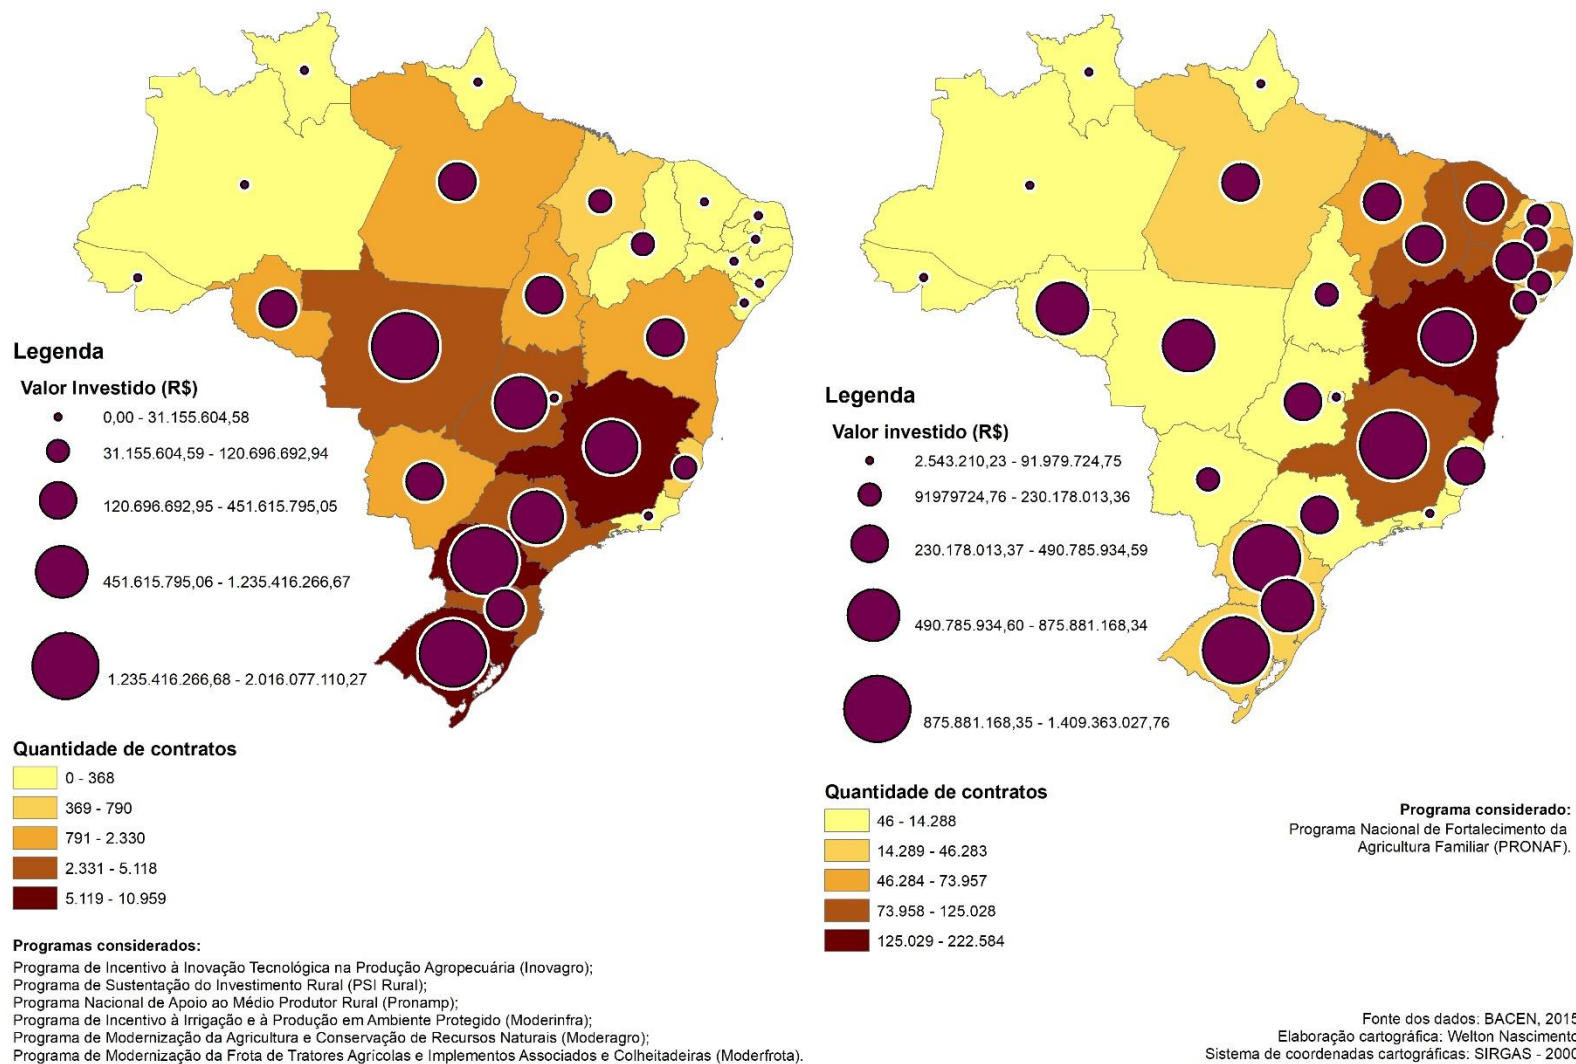 Legenda
Valor Investido (R$)
0,00 - 31.155.604,58
31.155.604,59 - 120.696.692,94
120.696.692,95 - 451.615.795,05
451.615.795,06 - 1.235.416.266,67
1.235.416.266,68 - 2.016.077.110,27
Quantidade de contratos
0 - 368
369 - 790
791 - 2.330
2.331 - 5.118
5.119 - 10.959
Programas considerados:
Programa de Incentivo à Inovação Tecnológica na Produção Agropecuária (Inovagro);
Programa de Sustentação do Investimento Rural (PSI Rural);
Programa Nacional de Apoio ao Médio Produtor Rural (Pronamp);
Programa de Incentivo à Irrigação e à Produção em Ambiente Protegido (Moderinfra);
Programa de Modernização da Agricultura e Conservação de Recursos Naturais (Moderagro);
Programa de Modernização da Frota de Tratores Agrícolas e Implementos Associados e Colheitadeiras (Moderfrota).
Legenda
Valor investido (R$)
2.543.210,23 - 91.979.724,75
91979724,76 - 230.178.013,36
230.178.013,37 - 490.785.934,59
490.785.934,60 - 875.881.168,34
875.881.168,35 - 1.409.363.027,76
Quantidade de contratos
46 - 14.288
14.289 - 46.283
46.284 - 73.957
73.958 - 125.028
125.029 - 222.584
Programa considerado:
Programa Nacional de Fortalecimento da
Agricultura Familiar (PRONAF).
Fonte dos dados: BACEN, 2015
Elaboração cartográfica: Welton Nascimento
Sistema de coordenadas cartográficas: SIRGAS - 2000